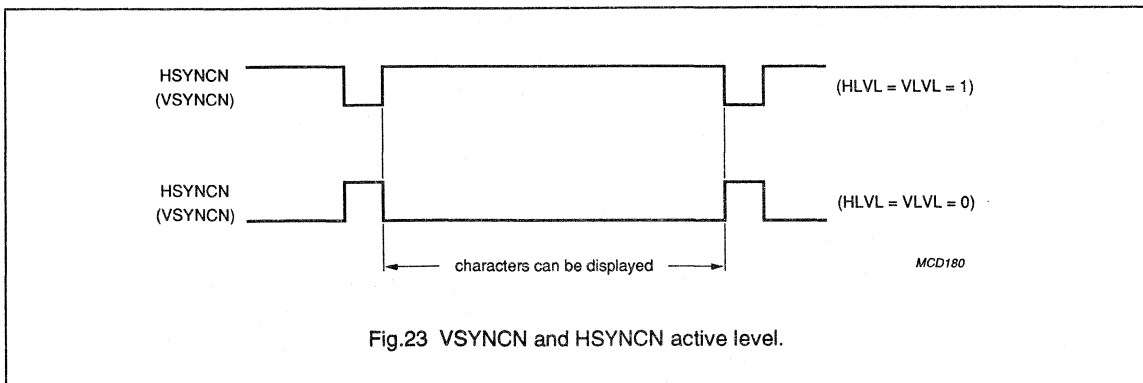 HSYNCN
(VSYNCN)
(HLVL = VLVL = 1)
HSYNCN
(VSYNCN)
(HLVL = VLVL = 0)
characters can be displayed
MCD180
Fig.23 VSYNCN and HSYNCN active level.